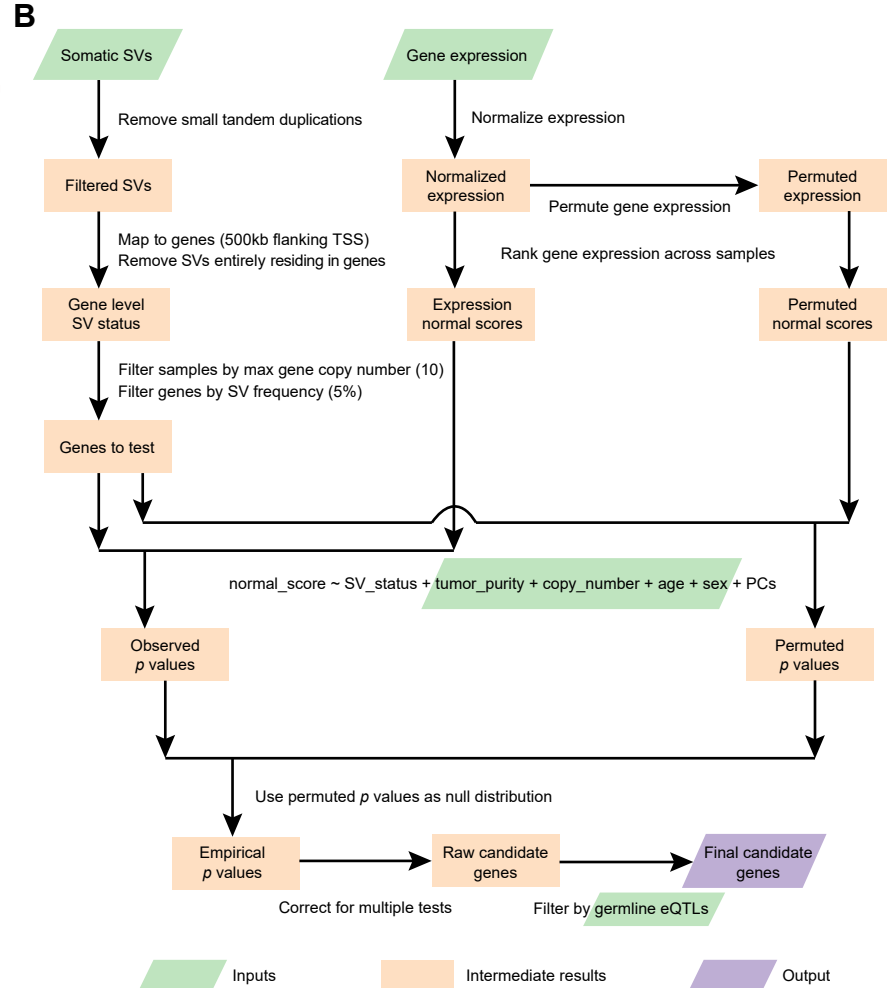 B
Somatic SVs
Gene expression
Remove small tandem duplications
Normalize expression
Filtered SVs
Normalized
expression
Permuted
expression
Permute gene expression
Map to genes (500kb flanking TSS)
Remove SVs entirely residing in genes
Rank gene expression across samples
Gene level
SV status
Expression
normal scores
Permuted
normal scores
Filter samples by max gene copy number (10)
Filter genes by SV frequency (5%)
Genes to test
normal_score ~ SV_status + tumor_purity + copy_number + age + sex + PCs
Observed
p values
Permuted
p values
Use permuted p values as null distribution
Empirical
p values
Raw candidate
genes
Final candidate
genes
Correct for multiple tests
Filter by germline eQTLs
Inputs
Intermediate results
Output